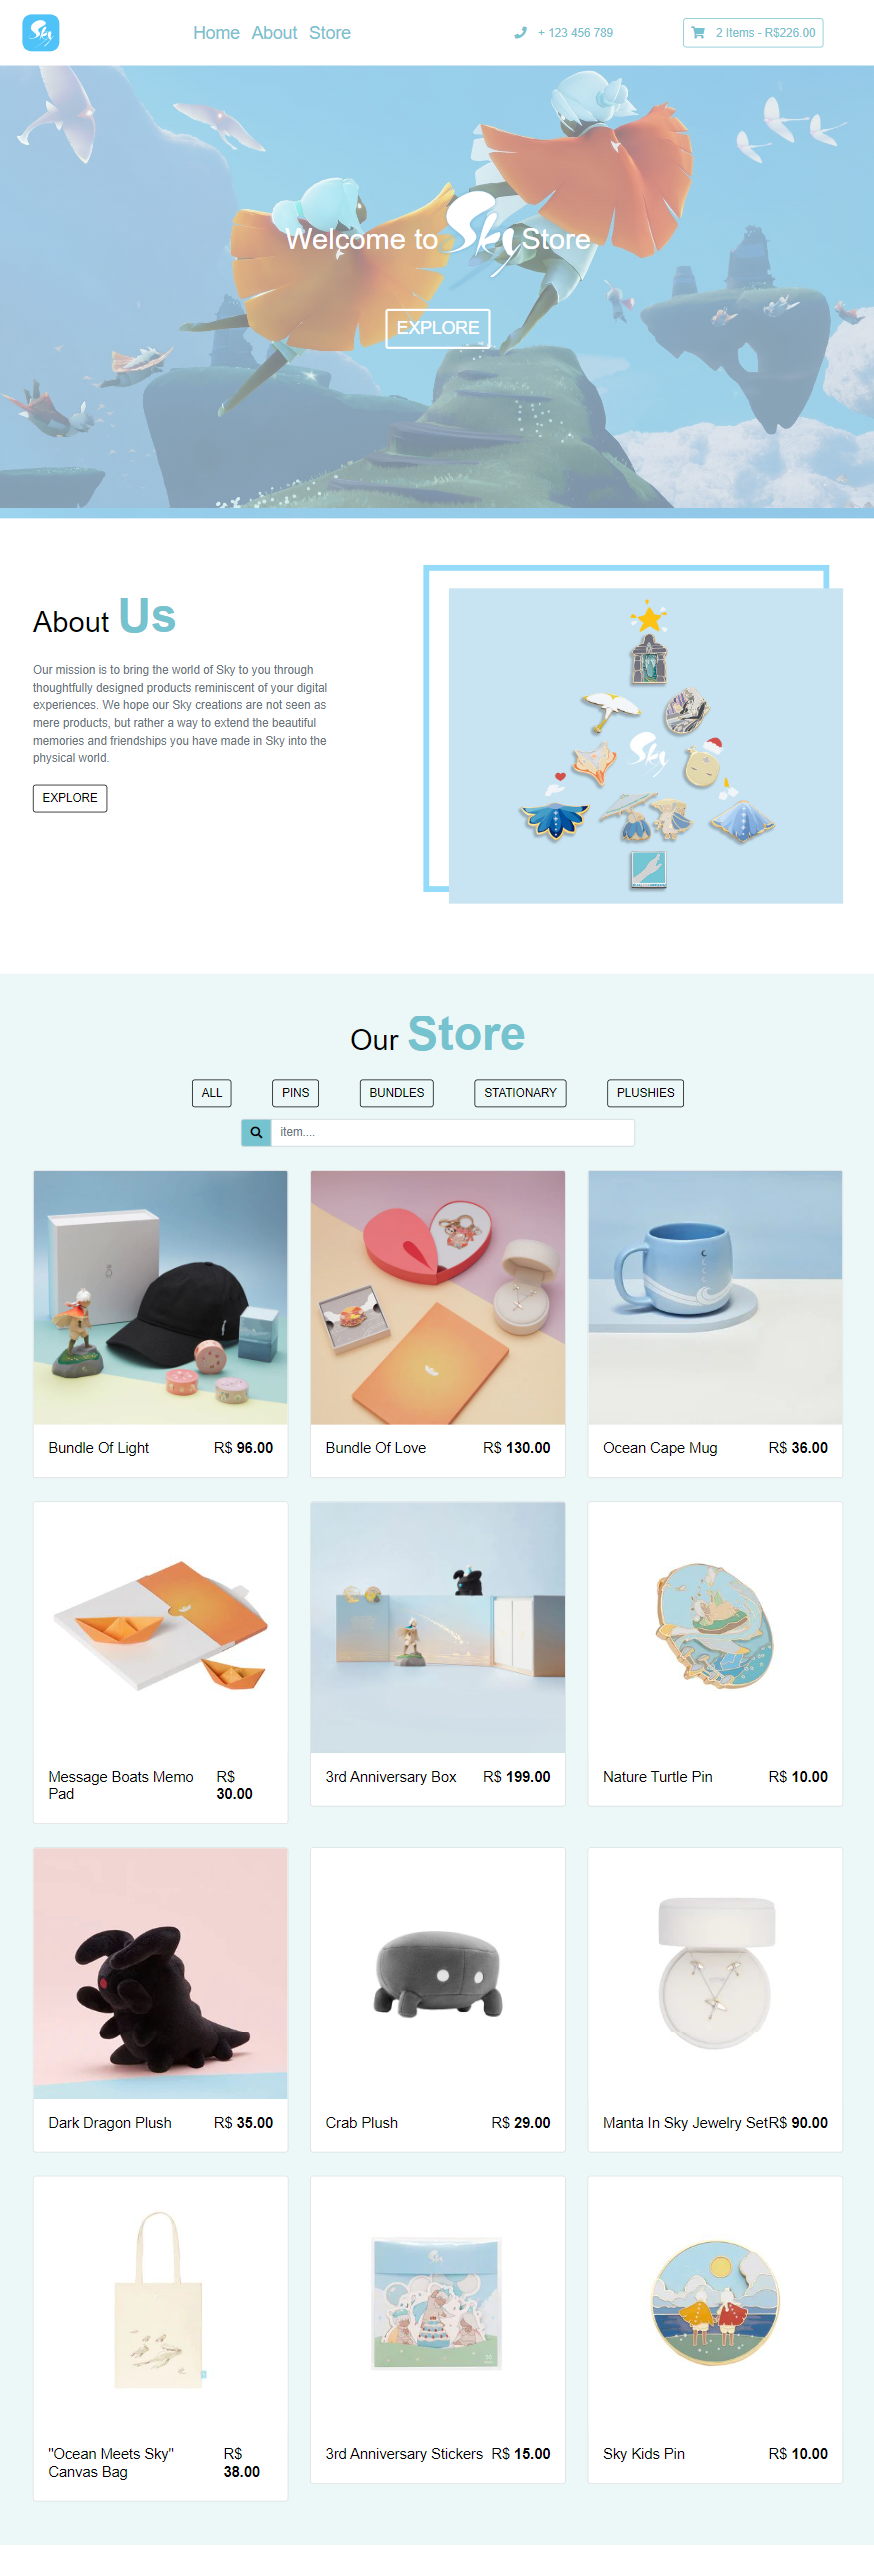 Sky
Home About Store
+ 123 456 789
2 Items - R$226.00
Welcome to Sky Store
EXPLORE
About Us
Our mission is to bring the world of Sky to you through
thoughtfully designed products reminiscent of your digital
experiences. We hope our Sky creations are not seen as
mere products, but rather a way to extend the beautiful
memories and friendships you have made in Sky into the
physical world.
EXPLORE
Sky
Our Store
ALL PINS BUNDLES STATIONARY PLUSHIES
item....
Bundle Of Light R$ 96.00
Bundle Of Love R$ 130.00
Ocean Cape Mug R$ 36.00
Message Boats Memo
Pad
R$
30.00
3rd Anniversary Box R$ 199.00
Nature Turtle Pin R$ 10.00
Dark Dragon Plush R$ 35.00
Crab Plush R$ 29.00
Manta In Sky Jewelry Set R$ 90.00
"Ocean Meets Sky"
Canvas Bag
R$
38.00
3rd Anniversary Stickers R$ 15.00
Sky Kids Pin R$ 10.00